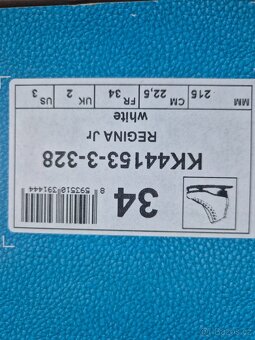 34
8 593510 391444
KK44153-3-328
REGINA Jr
white
MM 215 CM 22,5 FR 34 UK 2 US 3